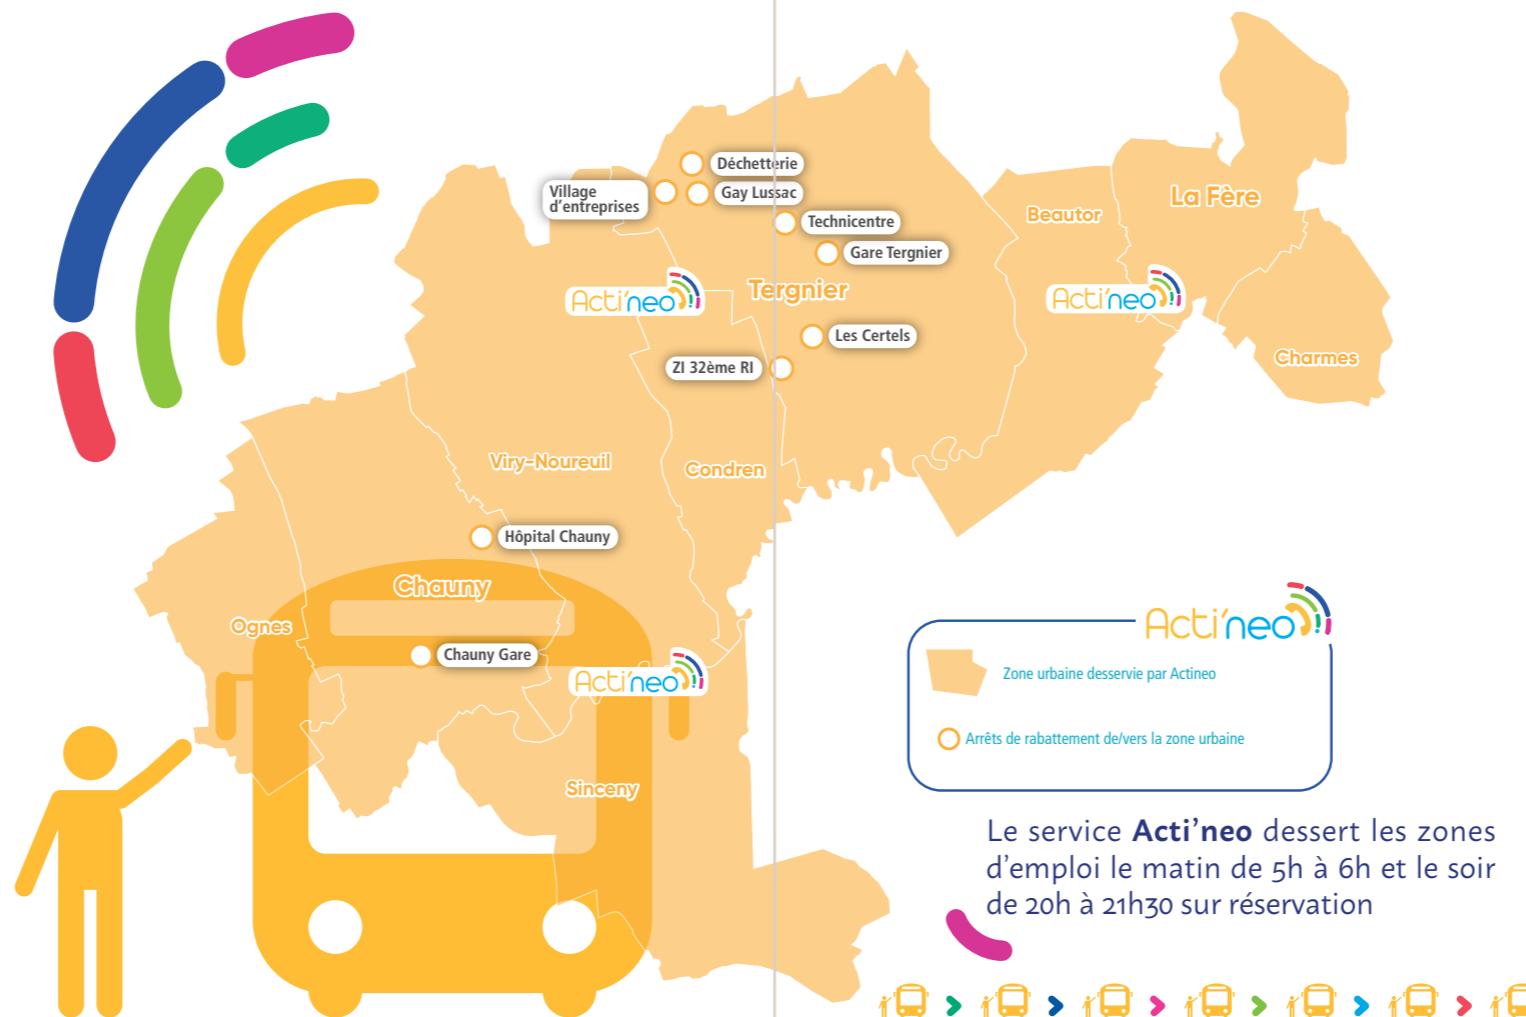 Déchetterie
Village
d'entreprises
Gay Lussac
Technicentre
Gare Tergnier
La Fère
Beautor
Acti'neo
Tergnier
Acti'neo
Les Certels
ZI 32ème RI
Charmes
Viry-Noureuil
Condren
Hôpital Chauny
Chauny
Ognes
Chauny Gare
Acti'neo
Sinceny
Acti'neo
Zone urbaine desservie par Actineo
Arrêts de rabattement de/vers la zone urbaine
Le service Acti'neo dessert les zones
d'emploi le matin de 5h à 6h et le soir
de 20h à 21h30 sur réservation